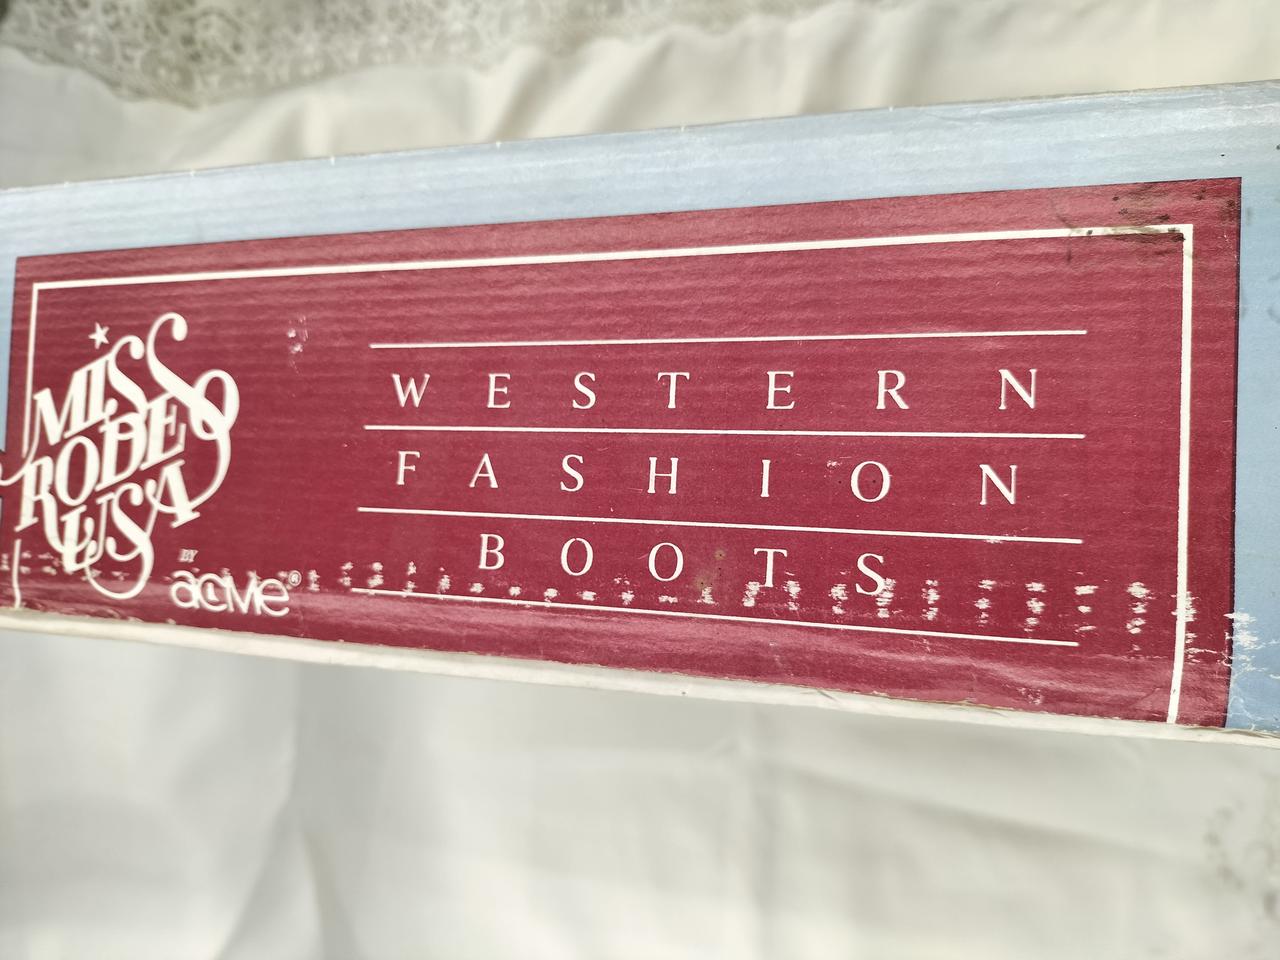 MISS
RODEO
USA
BY
acme®
WESTERN
FASHION
BOOTS